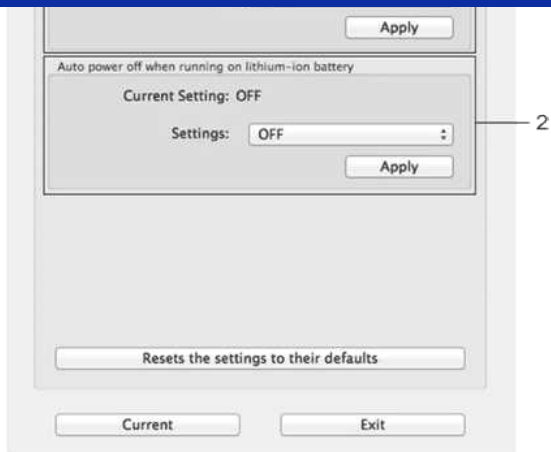 Apply
Auto power off when running on lithium-ion battery
Current Setting: OFF
Settings: OFF
2
Apply
Resets the settings to their defaults
Current Exit